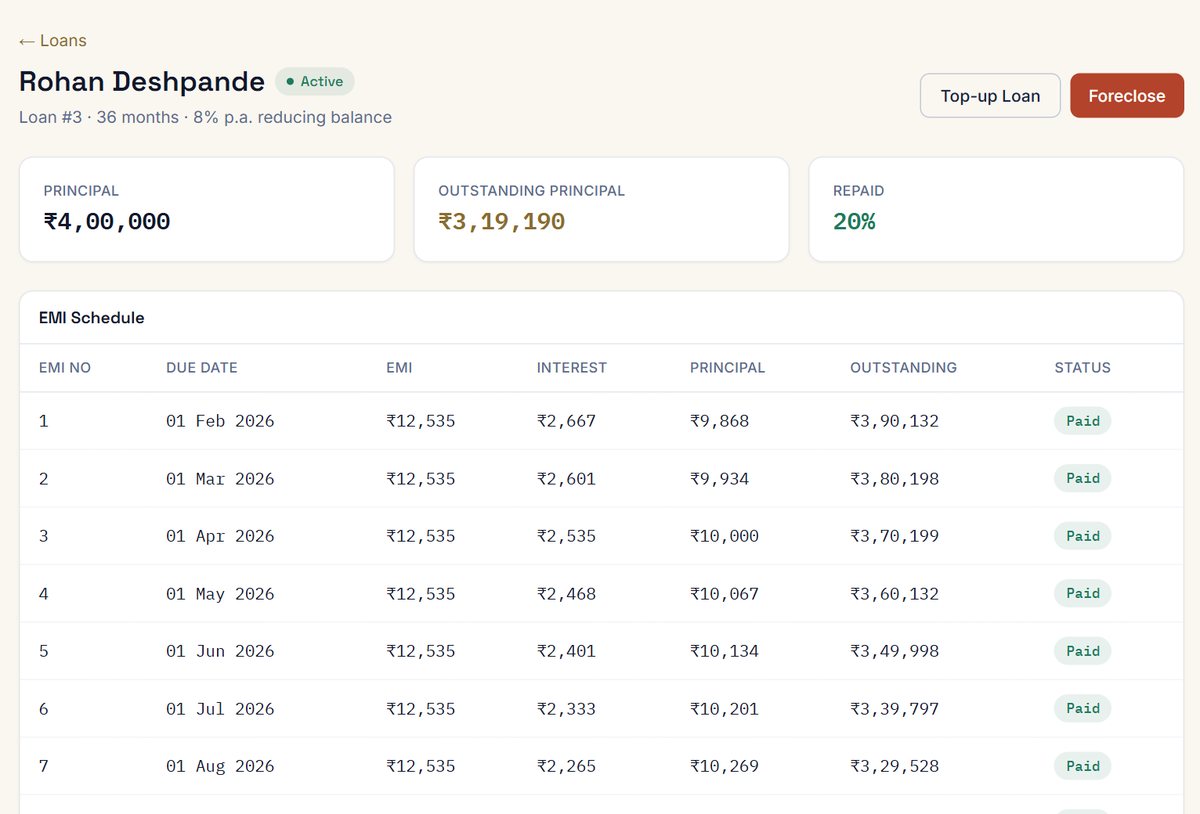 ← Loans
Rohan Deshpande Active
Loan #3 · 36 months · 8% p.a. reducing balance
Top-up Loan Foreclose
PRINCIPAL
₹4,00,000
OUTSTANDING PRINCIPAL
₹3,19,190
REPAID
20%
EMI Schedule
EMI NO DUE DATE EMI INTEREST PRINCIPAL OUTSTANDING STATUS
1 01 Feb 2026 ₹12,535 ₹2,667 ₹9,868 ₹3,90,132 Paid
2 01 Mar 2026 ₹12,535 ₹2,601 ₹9,934 ₹3,80,198 Paid
3 01 Apr 2026 ₹12,535 ₹2,535 ₹10,000 ₹3,70,199 Paid
4 01 May 2026 ₹12,535 ₹2,468 ₹10,067 ₹3,60,132 Paid
5 01 Jun 2026 ₹12,535 ₹2,401 ₹10,134 ₹3,49,998 Paid
6 01 Jul 2026 ₹12,535 ₹2,333 ₹10,201 ₹3,39,797 Paid
7 01 Aug 2026 ₹12,535 ₹2,265 ₹10,269 ₹3,29,528 Paid